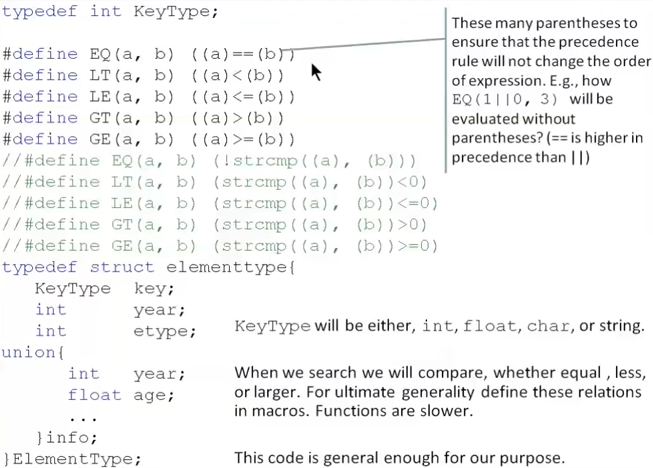 typedef int KeyType;
#define EQ(a, b) ((a)==(b))
#define LT(a, b) ((a)<(b))
#define LE(a, b) ((a)<=(b))
#define GT(a, b) ((a)>(b))
#define GE(a, b) ((a)>=(b))
//#define EQ(a, b) (!strcmp((a), (b)))
//#define LT(a, b) (strcmp((a), (b))<0)
//#define LE(a, b) (strcmp((a), (b))<=0)
//#define GT(a, b) (strcmp((a), (b))>0)
//#define GE(a, b) (strcmp((a), (b))>=0)
typedef struct elementtype{
KeyType key;
int year;
int etype;
union{
int year;
float age;
...
}info;
}ElementType;
These many parentheses to
ensure that the precedence
rule will not change the order
of expression. E.g., how
EQ(1||0, 3) will be
evaluated without
parentheses? (== is higher in
precedence than ||)
KeyType will be either, int, float, char, or string.
When we search we will compare, whether equal , less,
or larger. For ultimate generality define these relations
in macros. Functions are slower.
This code is general enough for our purpose.